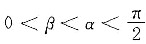 0 < β < α < π/2